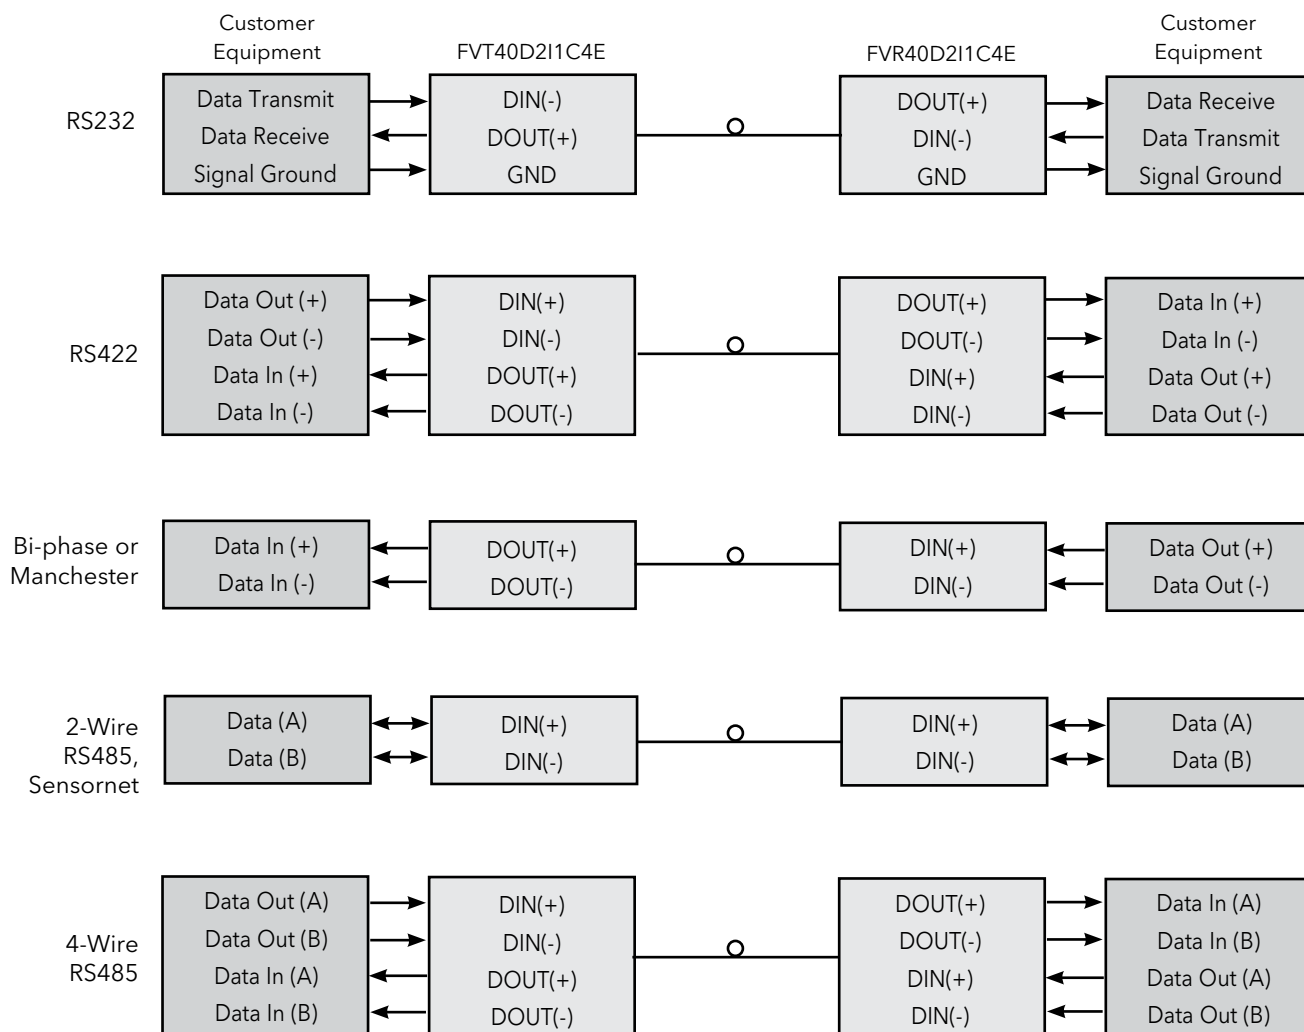 Customer
Equipment
FVT40D2I1C4E
FVR40D2I1C4E
Customer
Equipment
RS232
Data Transmit
Data Receive
Signal Ground
DIN(-)
DOUT(+)
GND
DOUT(+)
DIN(-)
GND
Data Receive
Data Transmit
Signal Ground
RS422
Data Out (+)
Data Out (-)
Data In (+)
Data In (-)
DIN(+)
DIN(-)
DOUT(+)
DOUT(-)
DOUT(+)
DOUT(-)
DIN(+)
DIN(-)
Data In (+)
Data In (-)
Data Out (+)
Data Out (-)
Bi-phase or
Manchester
Data In (+)
Data In (-)
DOUT(+)
DOUT(-)
DIN(+)
DIN(-)
Data Out (+)
Data Out (-)
2-Wire
RS485,
Sensornet
Data (A)
Data (B)
DIN(+)
DIN(-)
DIN(+)
DIN(-)
Data (A)
Data (B)
4-Wire
RS485
Data Out (A)
Data Out (B)
Data In (A)
Data In (B)
DIN(+)
DIN(-)
DOUT(+)
DOUT(-)
DOUT(+)
DOUT(-)
DIN(+)
DIN(-)
Data In (A)
Data In (B)
Data Out (A)
Data Out (B)